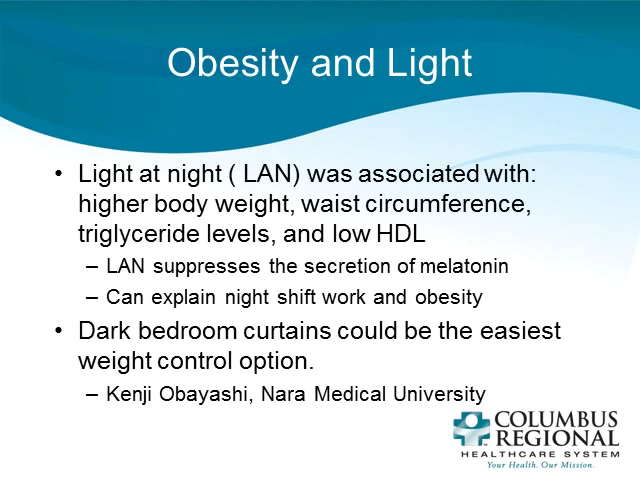 Obesity and Light
• Light at night ( LAN) was associated with:
higher body weight, waist circumference,
triglyceride levels, and low HDL
– LAN suppresses the secretion of melatonin
– Can explain night shift work and obesity
• Dark bedroom curtains could be the easiest
weight control option.
– Kenji Obayashi, Nara Medical University
COLUMBUS
REGIONAL
HEALTHCARE SYSTEM
Your Health. Our Mission.